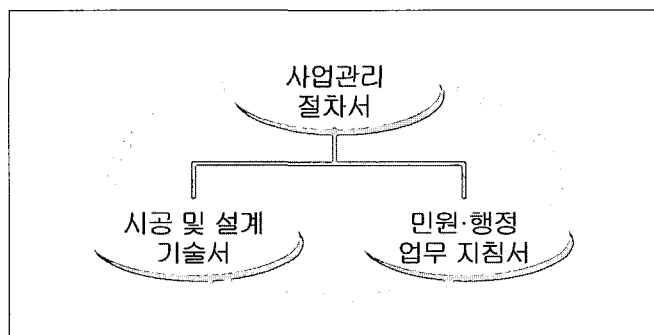 사업관리
절차서
시공 및 설계
기술서
민원·행정
업무 지침서